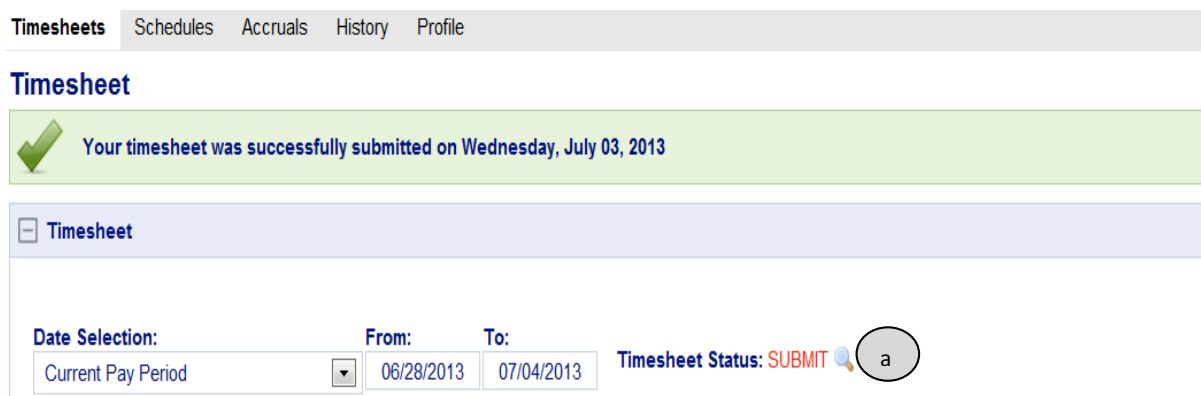 Timesheets Schedules Accruals History Profile
Timesheet
Your timesheet was successfully submitted on Wednesday, July 03, 2013
Timesheet
Date Selection: From: To:
Current Pay Period 06/28/2013 07/04/2013 Timesheet Status: SUBMIT a